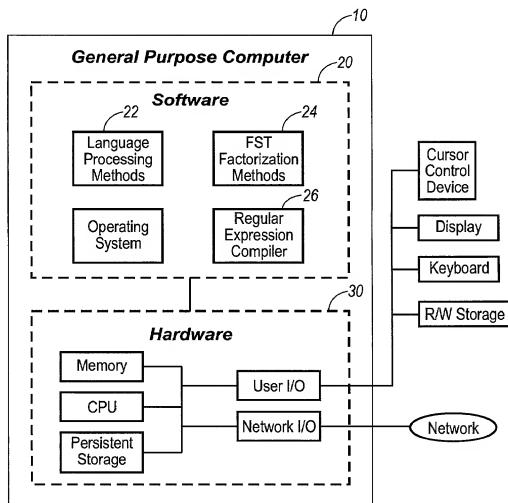 10
General Purpose Computer
20
Software
22
Language
Processing
Methods
24
FST
Factorization
Methods
Operating
System
26
Regular
Expression
Compiler
30
Hardware
Memory
CPU
Persistent
Storage
User I/O
Network I/O
Cursor
Control
Device
Display
Keyboard
R/W Storage
Network